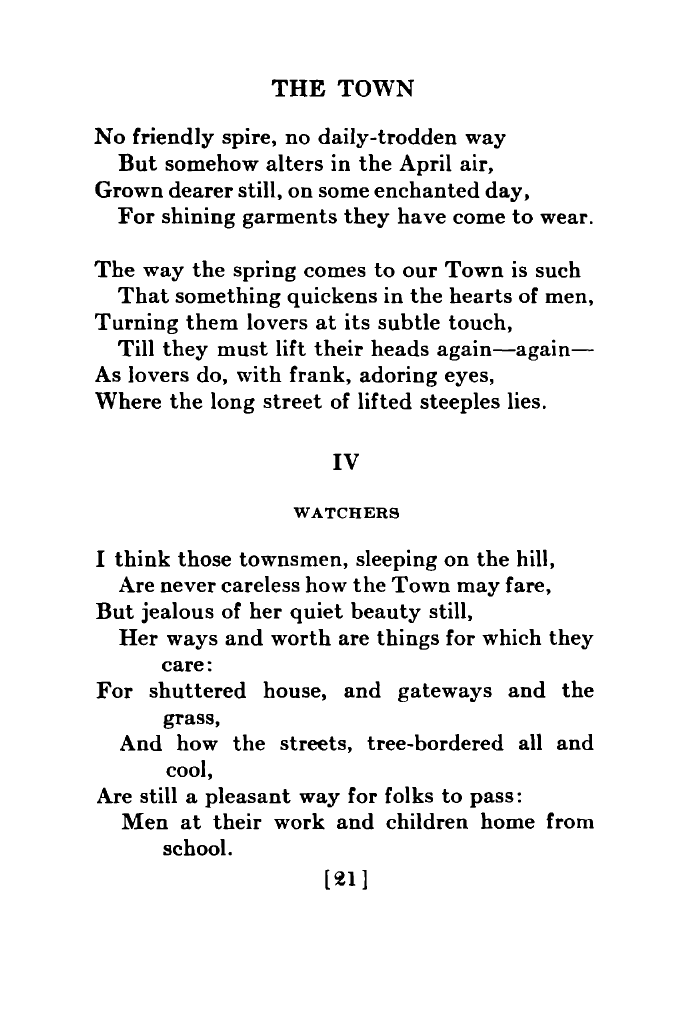 THE TOWN
No friendly spire, no daily-trodden way
But somehow alters in the April air,
Grown dearer still, on some enchanted day,
For shining garments they have come to wear.
The way the spring comes to our Town is such
That something quickens in the hearts of men,
Turning them lovers at its subtle touch,
Till they must lift their heads again—again—
As lovers do, with frank, adoring eyes,
Where the long street of lifted steeples lies.
IV
WATCHERS
I think those townsmen, sleeping on the hill,
Are never careless how the Town may fare,
But jealous of her quiet beauty still,
Her ways and worth are things for which they
care:
For shuttered house, and gateways and the
grass,
And how the streets, tree-bordered all and
cool,
Are still a pleasant way for folks to pass:
Men at their work and children home from
school.
[21]